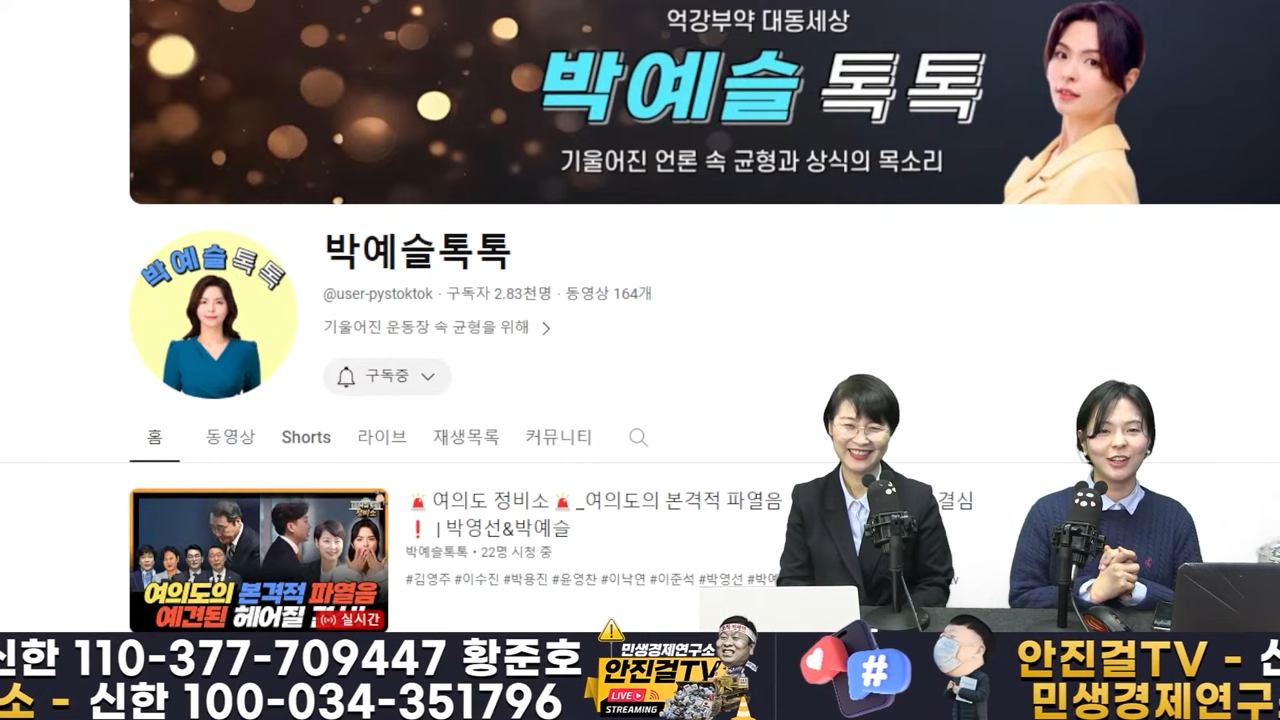 억강부약 대동세상
박예슬 톡톡
기울어진 언론 속 균형과 상식의 목소리
박예슬톡톡
박예슬톡톡
@user-pystoktok · 구독자 2.83천명 · 동영상 164개
기울어진 운동장 속 균형을 위해
구독중
홈 동영상 Shorts 라이브 재생목록 커뮤니티
여의도 정비소 _여의도의 본격적 파열음 결심
| 박영선&박예슬
박예슬톡톡 · 22명 시청 중
#김영주 #이수진 #박용진 #윤영찬 #이낙연 #이준석 #박영선
여의도의 본격적 파열음
예견된 헤어질
실시간
신한 110-377-709447 황준호
소 - 신한 100-034-351796
민생경제연구소
안진걸TV
LIVE
STREAMING
#
안진걸TV - 신
민생경제연구